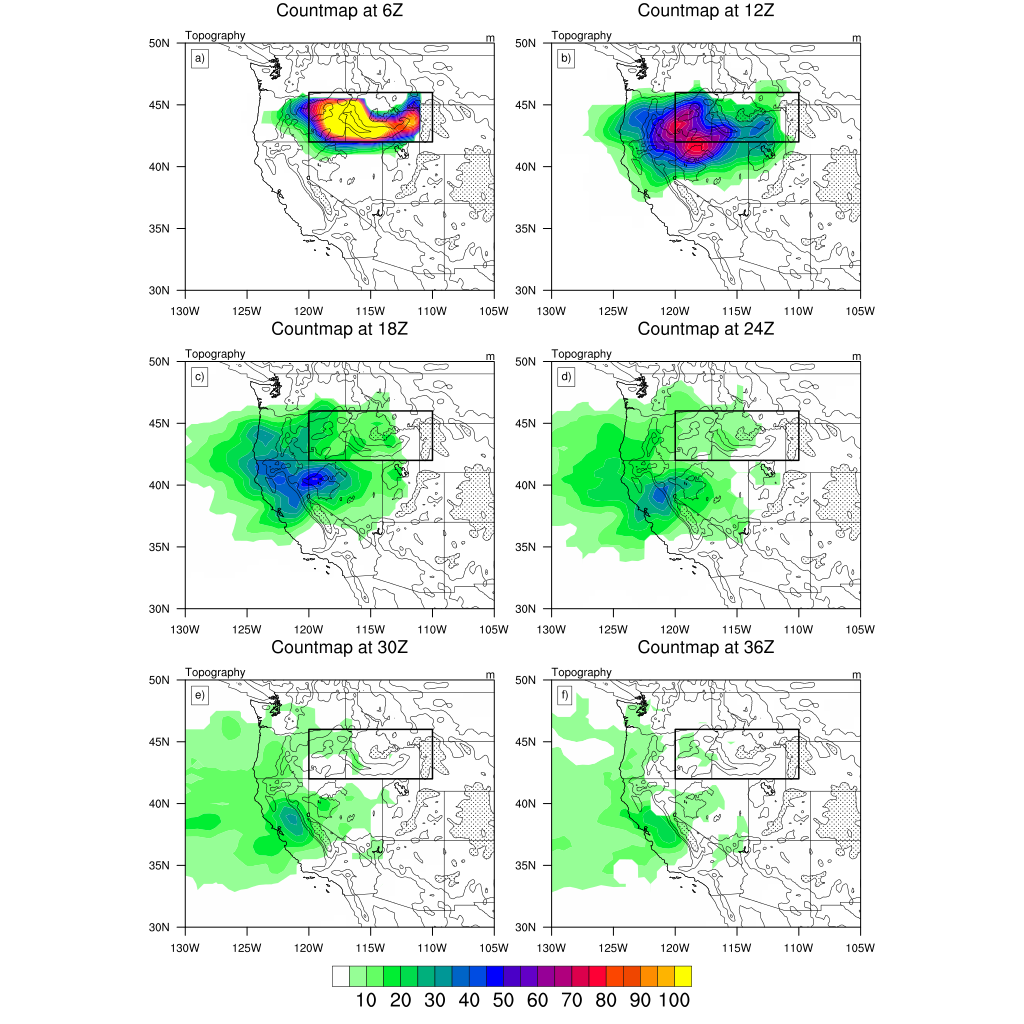 Countmap at 6Z
Countmap at 12Z
Topography
m
Topography
m
50N
a)
50N
b)
45N
45N
40N
40N
35N
35N
30N
30N
130W 125W 120W 115W 110W 105W
130W 125W 120W 115W 110W 105W
Countmap at 18Z
Countmap at 24Z
Topography
m
Topography
m
50N
c)
50N
d)
45N
45N
40N
40N
35N
35N
30N
30N
130W 125W 120W 115W 110W 105W
130W 125W 120W 115W 110W 105W
Countmap at 30Z
Countmap at 36Z
Topography
m
Topography
m
50N
e)
50N
f)
45N
45N
40N
40N
35N
35N
30N
30N
130W 125W 120W 115W 110W 105W
130W 125W 120W 115W 110W 105W
10 20 30 40 50 60 70 80 90 100